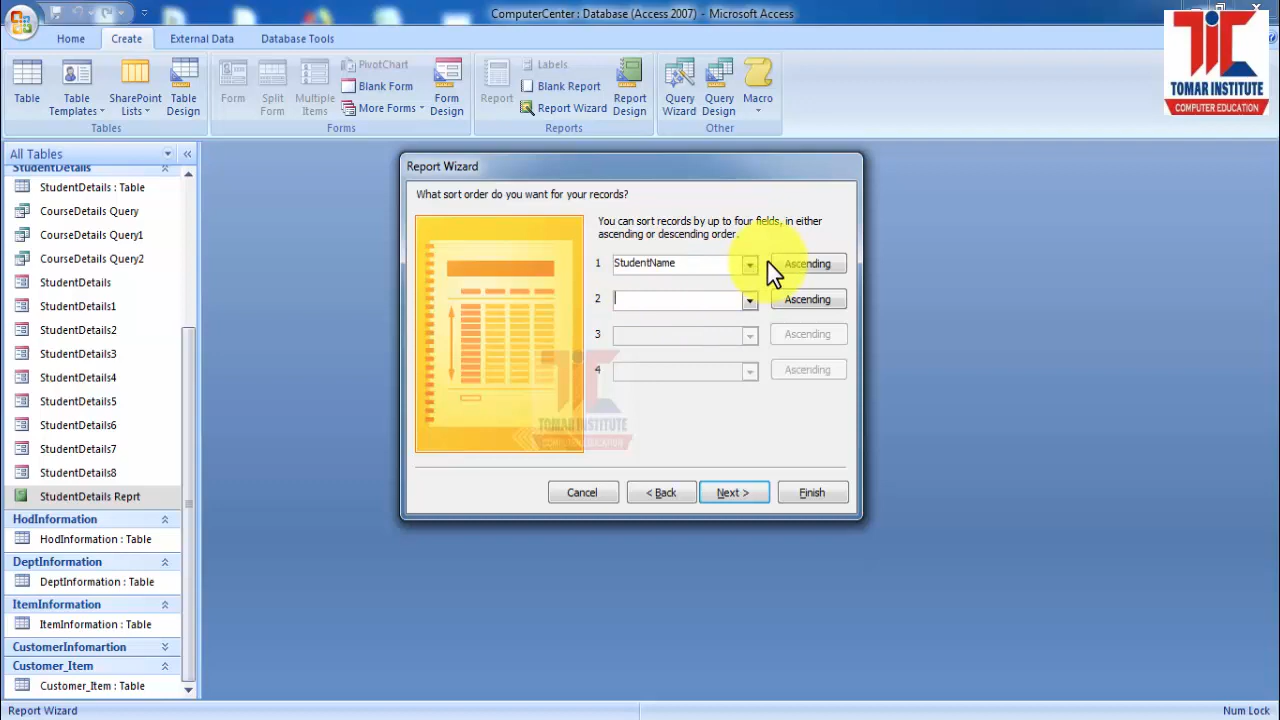 ComputerCenter : Database (Access 2007) - Microsoft Access
Home Create External Data Database Tools
Table
Table Templates
SharePoint Lists
Table Design
Tables
Form
Split Form
Multiple Items
PivotChart
Blank Form
More Forms
Form Design
Forms
Report
Labels
Blank Report
Report Wizard
Report Design
Reports
Query Wizard
Query Design
Macro
Other
TIC
TOMAR INSTITUTE
COMPUTER EDUCATION
All Tables
StudentDetails
StudentDetails : Table
CourseDetails Query
CourseDetails Query1
CourseDetails Query2
StudentDetails
StudentDetails1
StudentDetails2
StudentDetails3
StudentDetails4
StudentDetails5
StudentDetails6
StudentDetails7
StudentDetails8
StudentDetails Reprt
HodInformation
HodInformation : Table
DeptInformation
DeptInformation : Table
ItemInformation
ItemInformation : Table
CustomerInfomartion
Customer_Item
Customer_Item : Table
Report Wizard
What sort order do you want for your records?
You can sort records by up to four fields, in either
ascending or descending order.
1 StudentName Ascending
2 Ascending
3 Ascending
4 Ascending
TOMAR INSTITUTE
COMPUTER EDUCATION
Cancel < Back Next > Finish
Report Wizard Num Lock